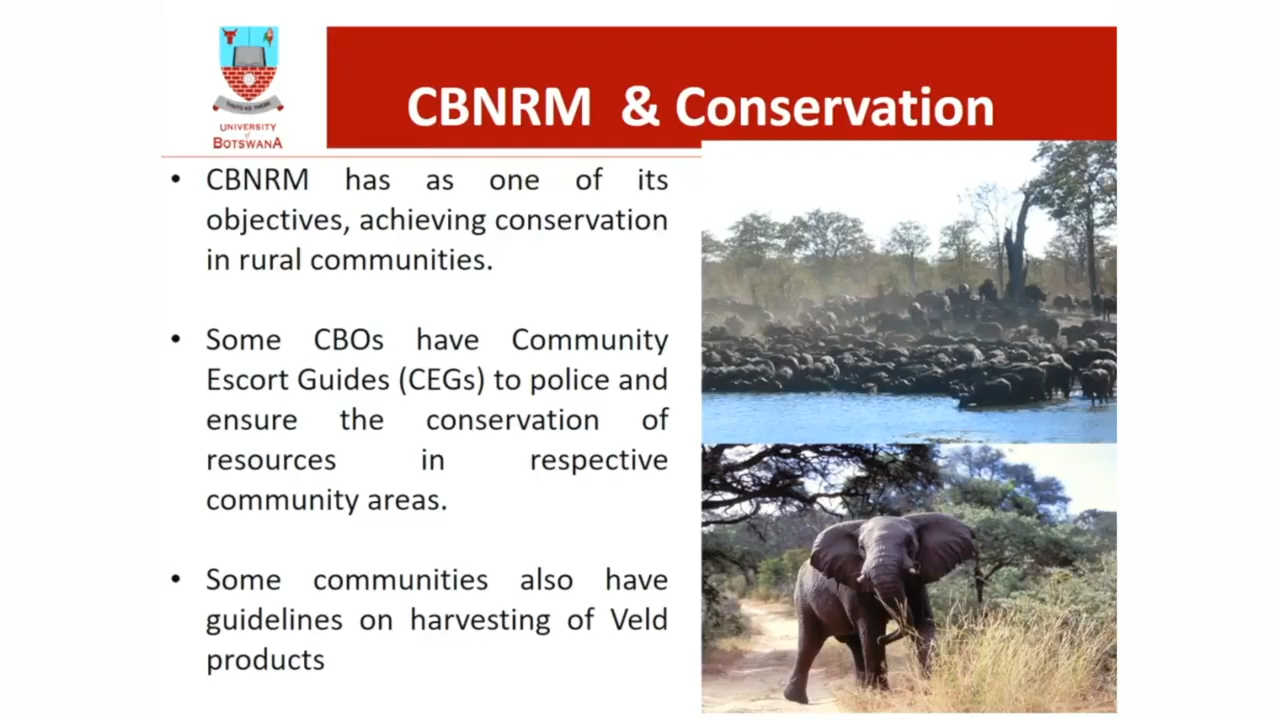 CBNRM & Conservation
UNIVERSITY
of
BOTSWANA
• CBNRM has as one of its
objectives, achieving conservation
in rural communities.
• Some CBOs have Community
Escort Guides (CEGs) to police and
ensure the conservation of
resources in respective
community areas.
• Some communities also have
guidelines on harvesting of Veld
products